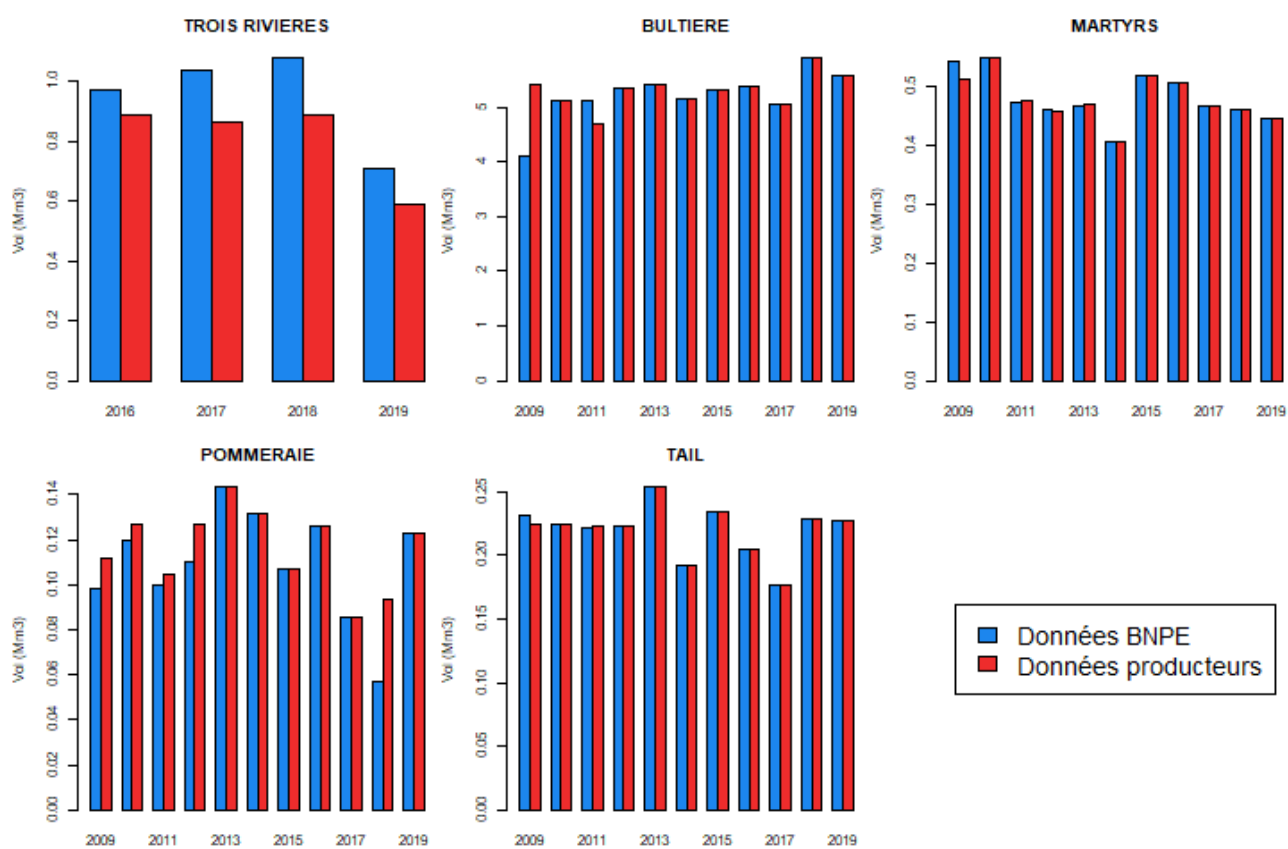 TROIS RIVIERES
Vol (Mm3)
0.0 0.2 0.4 0.6 0.8 1.0
2016 2017 2018 2019
BULTIERE
Vol (Mm3)
0 1 2 3 4 5
2009 2011 2013 2015 2017 2019
MARTYRS
Vol (Mm3)
0.0 0.1 0.2 0.3 0.4 0.5
2009 2011 2013 2015 2017 2019
POMMERAIE
Vol (Mm3)
0.00 0.02 0.04 0.06 0.08 0.10 0.12 0.14
2009 2011 2013 2015 2017 2019
TAIL
Vol (Mm3)
0.00 0.05 0.10 0.15 0.20 0.25
2009 2011 2013 2015 2017 2019
Données BNPE
Données producteurs